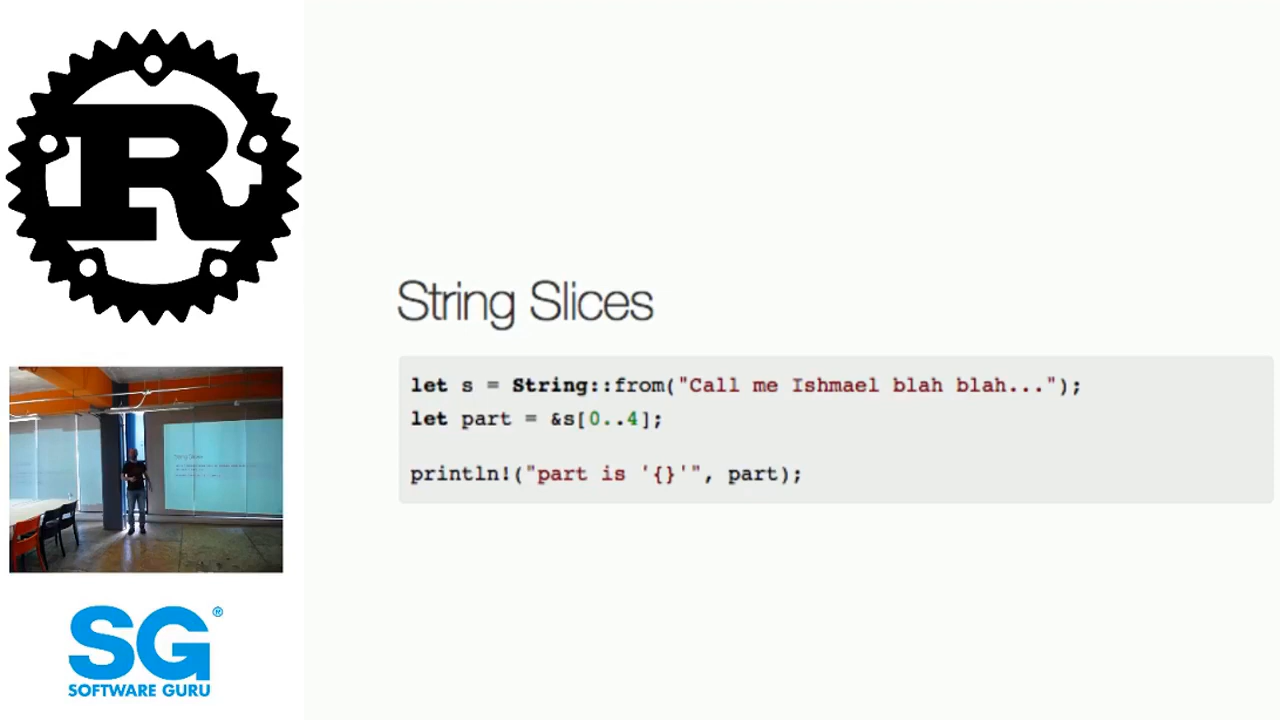 R
String Slices
let s = String::from("Call me Ishmael blah blah...");
let part = &s[0..4];
println!("part is '{}'", part);
SG®
SOFTWARE GURU